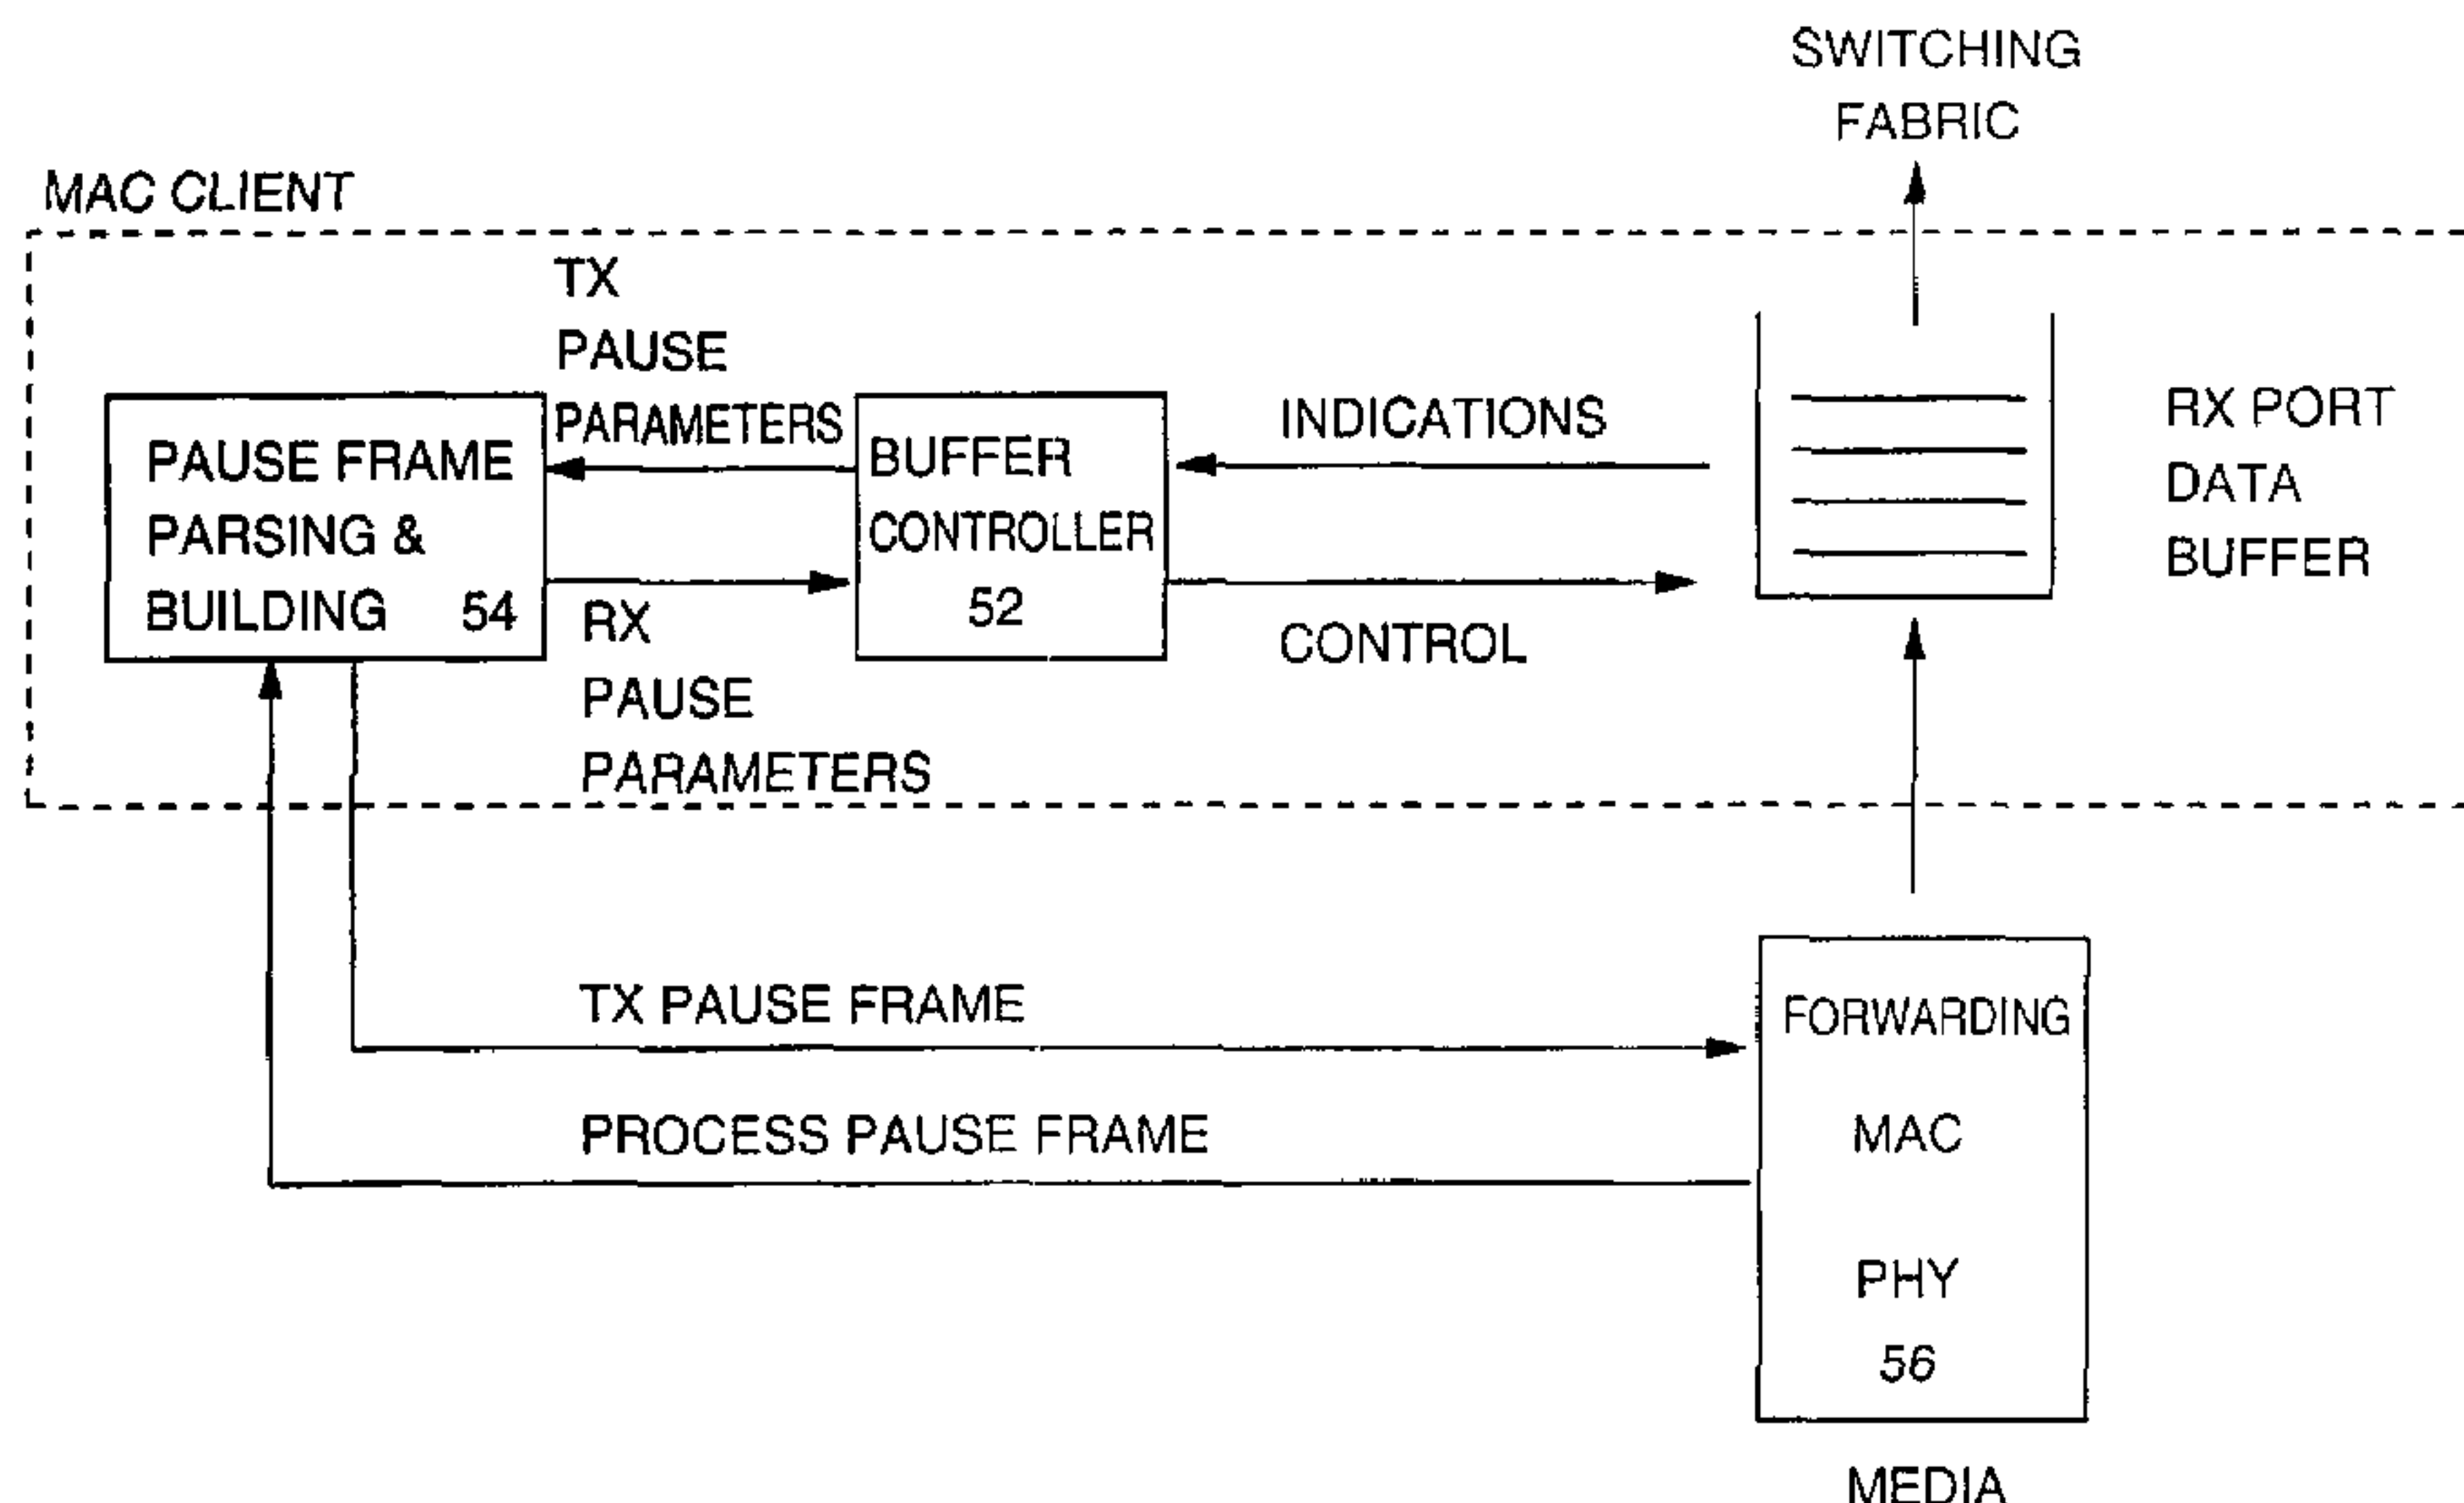 SWITCHING
FABRIC
MAC CLIENT
TX
PAUSE
PARAMETERS
PAUSE FRAME
PARSING &
BUILDING 54
BUFFER
CONTROLLER
52
RX
PAUSE
PARAMETERS
INDICATIONS
CONTROL
RX PORT
DATA
BUFFER
TX PAUSE FRAME
PROCESS PAUSE FRAME
FORWARDING
MAC
PHY
56
MEDIA